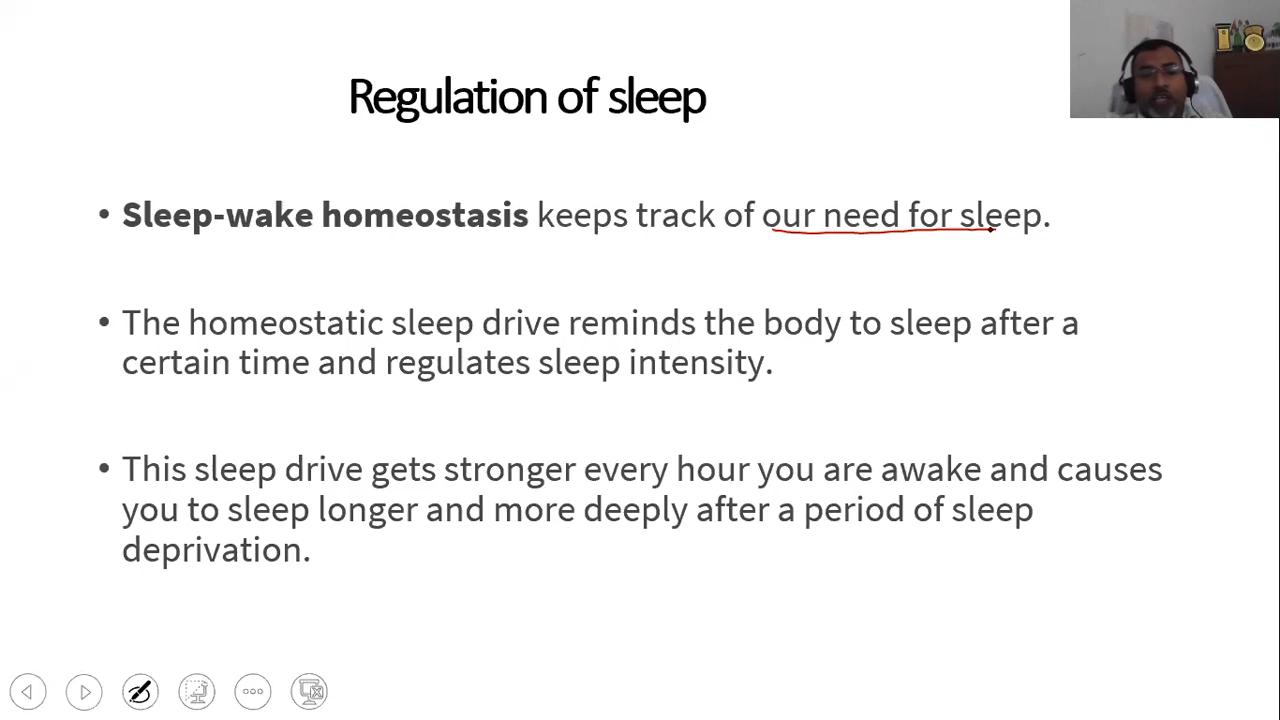 Regulation of sleep
• Sleep-wake homeostasis keeps track of our need for sleep.
• The homeostatic sleep drive reminds the body to sleep after a
certain time and regulates sleep intensity.
• This sleep drive gets stronger every hour you are awake and causes
you to sleep longer and more deeply after a period of sleep
deprivation.